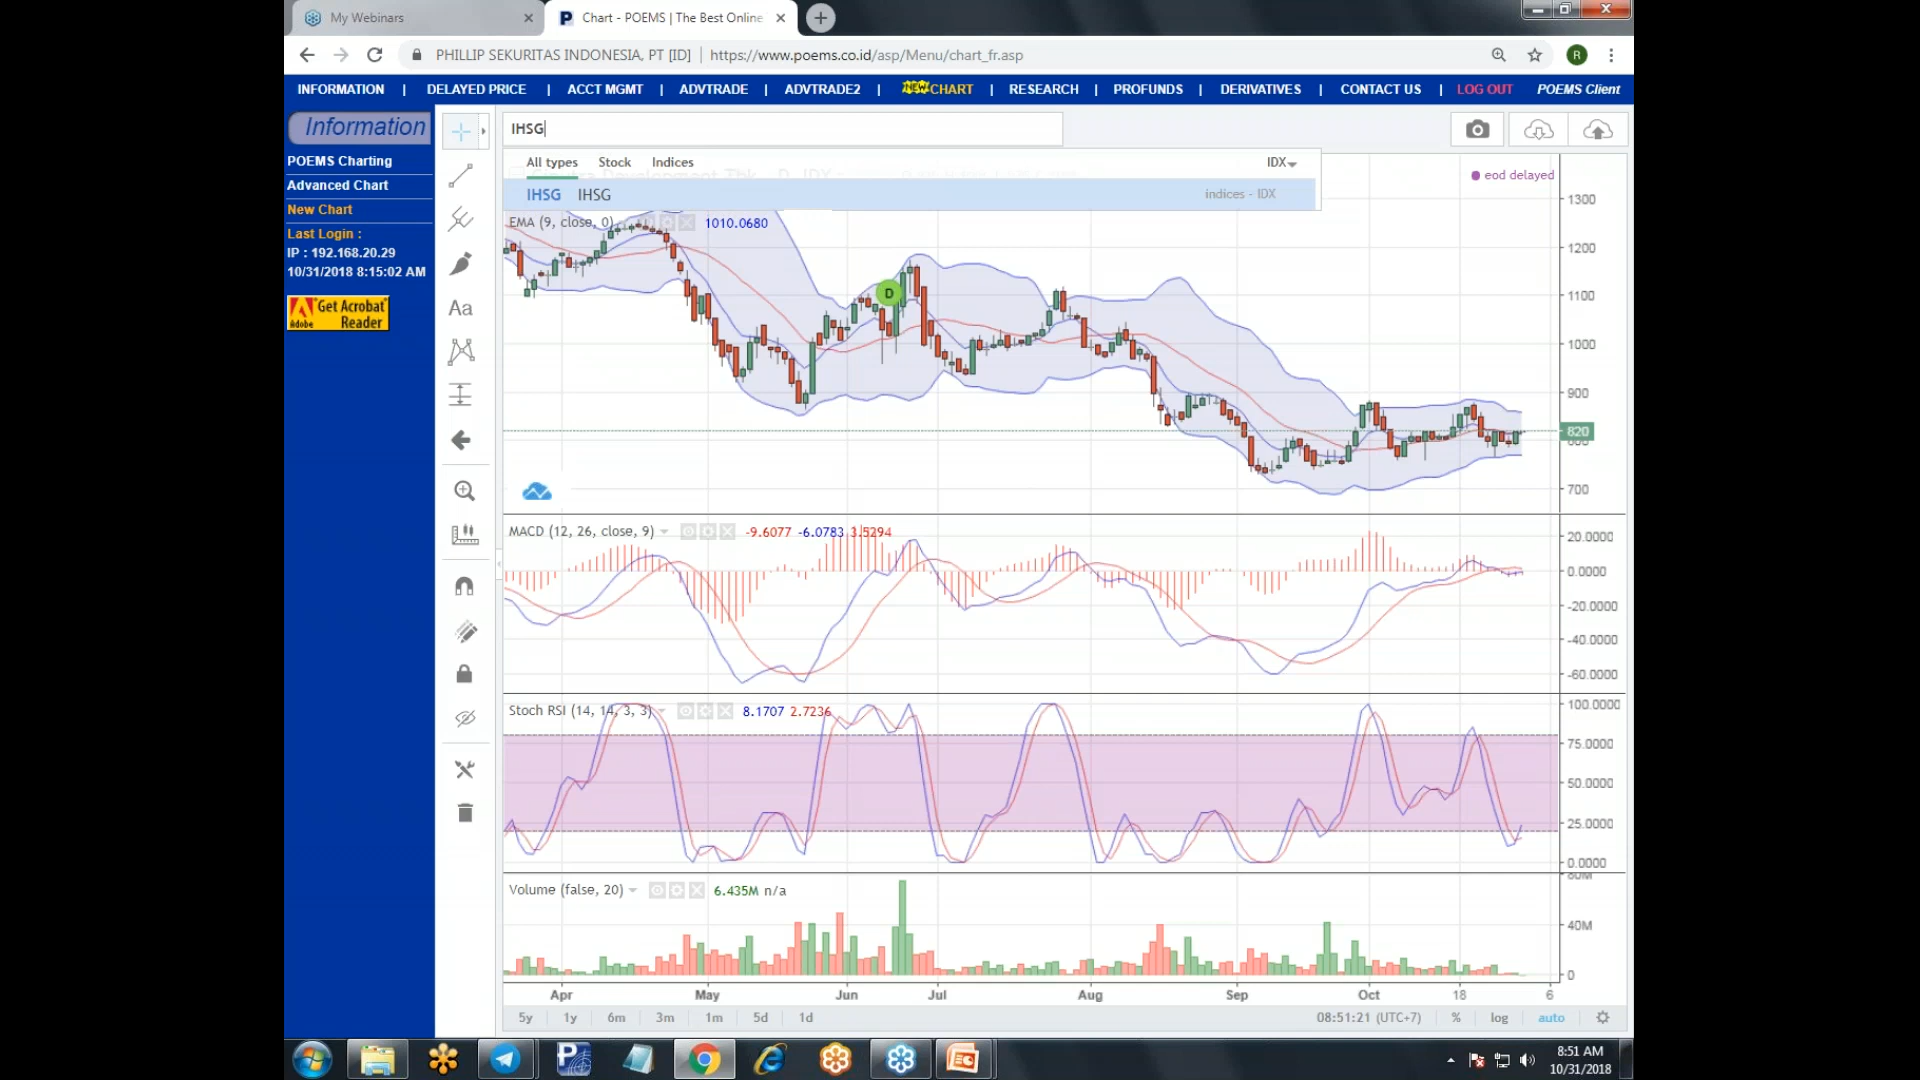 My Webinars
Chart - POEMS | The Best Online
PHILLIP SEKURITAS INDONESIA, PT [ID] | https://www.poems.co.id/asp/Menu/chart_fr.asp
R
INFORMATION | DELAYED PRICE | ACCT MGMT | ADVTRADE | ADVTRADE2 | NEW CHART | RESEARCH | PROFUNDS | DERIVATIVES | CONTACT US | LOG OUT POEMS Client
Information
POEMS Charting
Advanced Chart
New Chart
Last Login :
IP : 192.168.20.29
10/31/2018 8:15:02 AM
Get Acrobat
Adobe Reader
Aa
IHSG
All types Stock Indices IDX
IHSG IHSG indices - IDX
eod delayed
EMA (9, close, 0) 1010.0680
D
1300
1200
1100
1000
900
820
700
MACD (12, 26, close, 9) -9.6077 -6.0783 3.5294
20.0000
0.0000
-20.0000
-40.0000
-60.0000
Stoch RSI (14, 14, 3, 3) 8.1707 2.7236
100.0000
75.0000
50.0000
25.0000
0.0000
Volume (false, 20) 6.435M n/a
80M
40M
0
Apr May Jun Jul Aug Sep Oct 18 6
5y 1y 6m 3m 1m 5d 1d 08:51:21 (UTC+7) % log auto
8:51 AM
10/31/2018